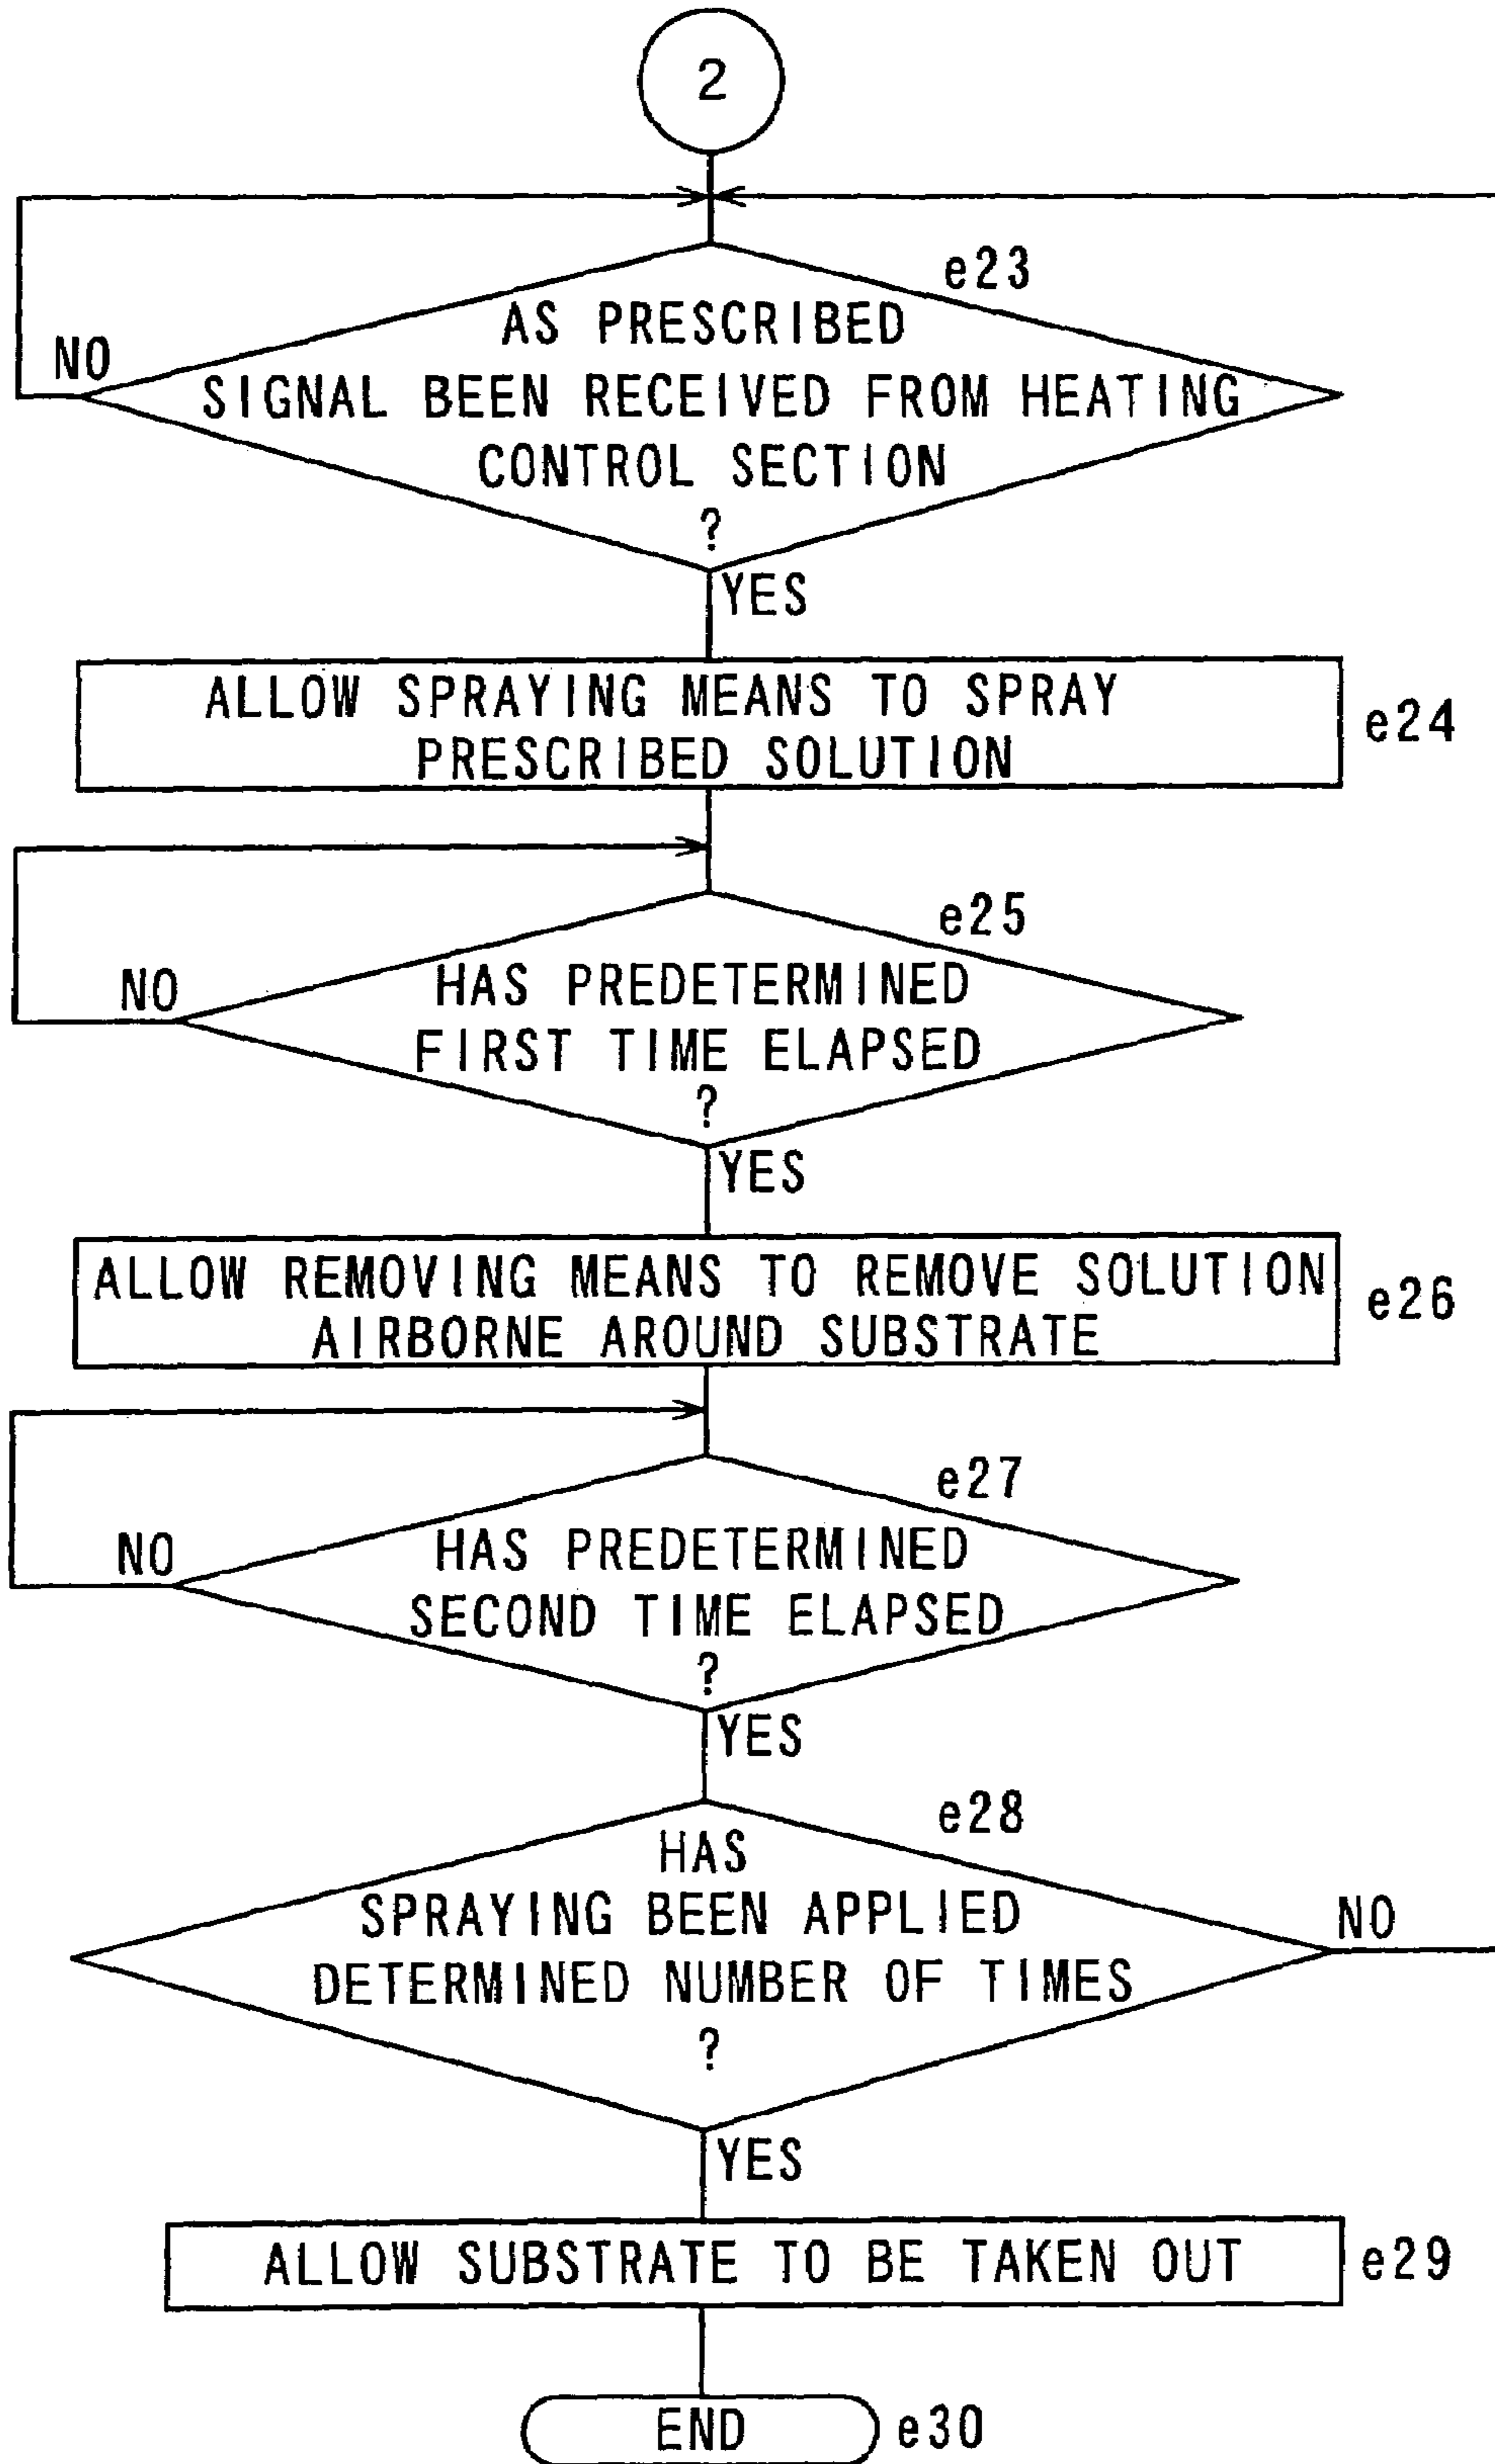 2
e23
AS PRESCRIBED
NO
SIGNAL BEEN RECEIVED FROM HEATING
CONTROL SECTION
?
YES
ALLOW SPRAYING MEANS TO SPRAY
PRESCRIBED SOLUTION
e24
e25
NO
HAS PREDETERMINED
FIRST TIME ELAPSED
?
YES
ALLOW REMOVING MEANS TO REMOVE SOLUTION
AIRBORNE AROUND SUBSTRATE
e26
e27
NO
HAS PREDETERMINED
SECOND TIME ELAPSED
?
YES
e28
HAS
SPRAYING BEEN APPLIED
NO
DETERMINED NUMBER OF TIMES
?
YES
ALLOW SUBSTRATE TO BE TAKEN OUT
e29
END
e30